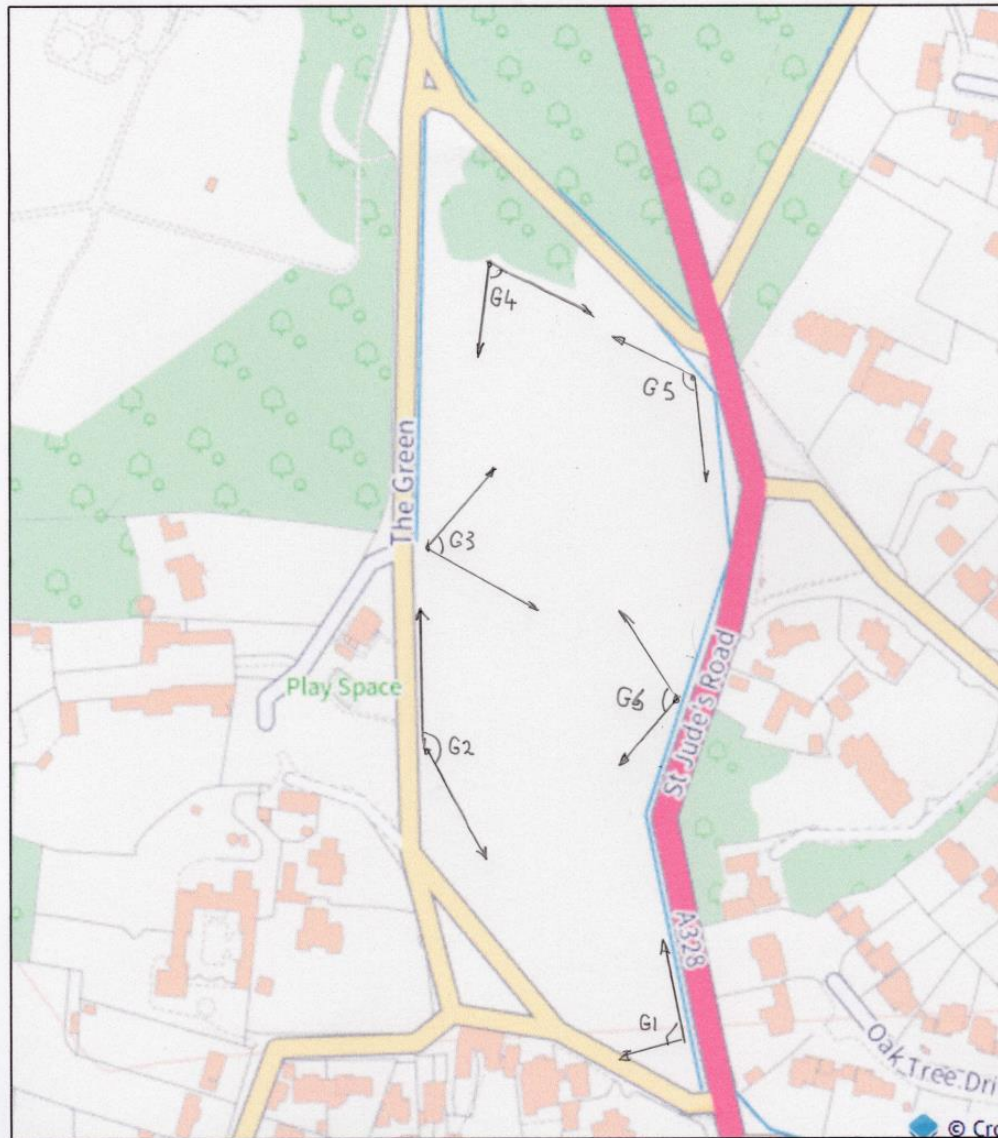 G4
G5
The Green
G3
Play Space
G6
St Jude's Road
G2
A328
G1
Oak Tree Dri
© Cro